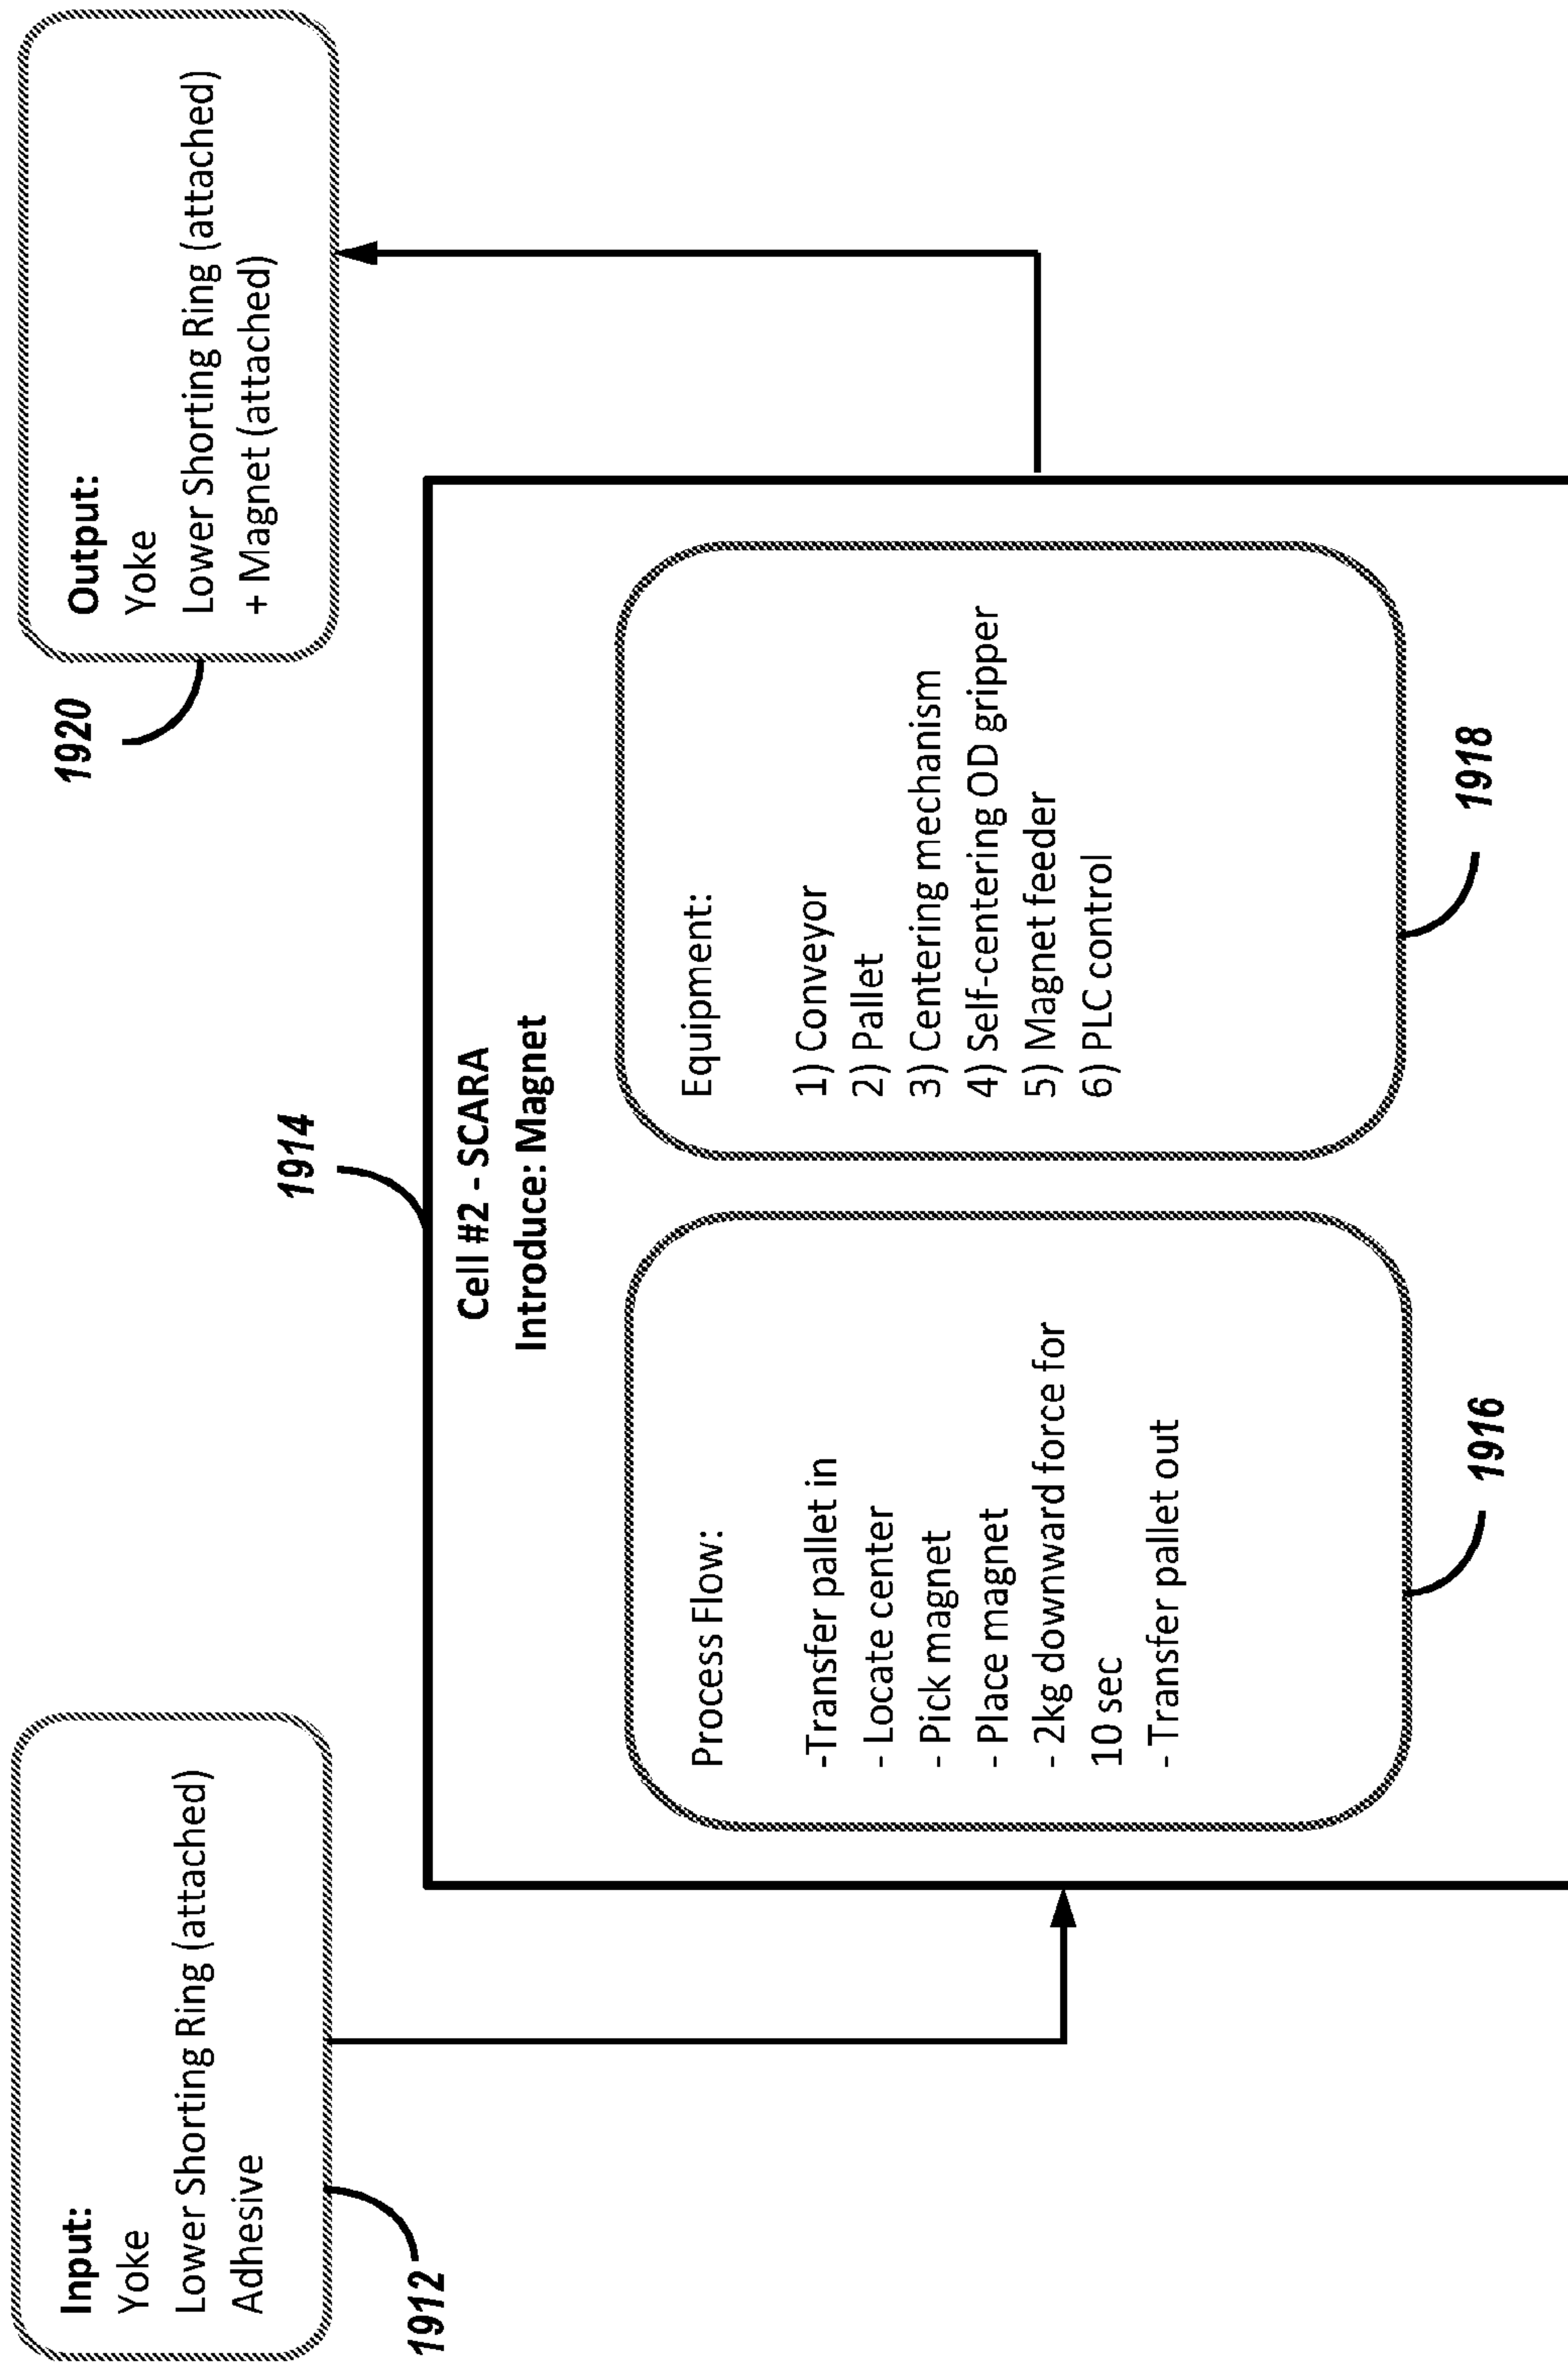 Input:
Yoke
Lower Shorting Ring (attached)
Adhesive
1912
1914
Cell #2 - SCARA
Introduce: Magnet
Process Flow:
-Transfer pallet in
- Locate center
- Pick magnet
- Place magnet
- 2kg downward force for
10 sec
- Transfer pallet out
1916
Equipment:
1) Conveyor
2) Pallet
3) Centering mechanism
4) Self-centering OD gripper
5) Magnet feeder
6) PLC control
1918
1920
Output:
Yoke
Lower Shorting Ring (attached)
+ Magnet (attached)